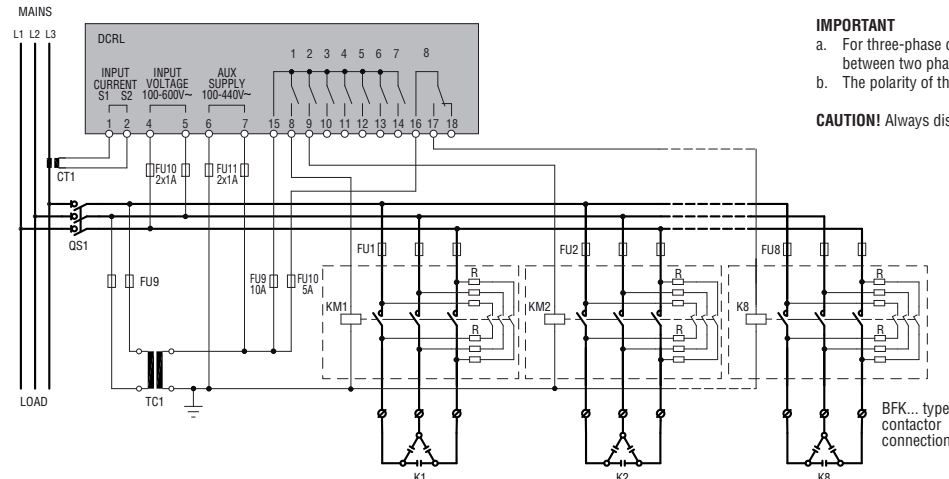 MAINS
L1 L2 L3
DCRL
INPUT CURRENT
S1 S2
INPUT VOLTAGE
100-600V~
AUX SUPPLY
100-440V~
1 2 3 4 5 6 7 8
1 2 4 5 6 7 15 8 9 10 11 12 13 14 16 17 18
CT1
FU10
2x1A
FU11
2x1A
QS1
FU9
FU9
10A
FU10
5A
FU1
FU2
FU8
KM1
R
R
KM2
R
R
K8
R
R
LOAD
TC1
K1
K2
K8
IMPORTANT
a. For three-phase
between two
b. The polarity of
CAUTION! Always
BFK... type
contactor